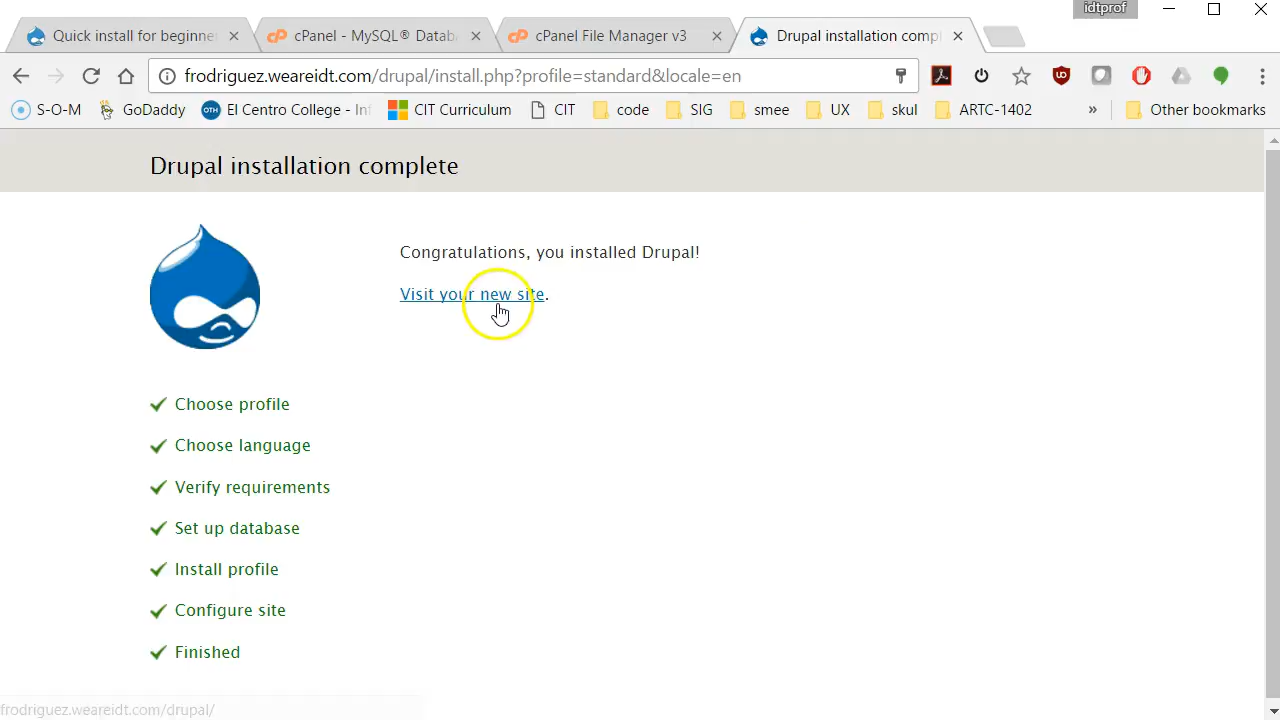 idtprof
Quick install for beginne
cPanel - MySQL® Datab
cPanel File Manager v3
Drupal installation compl
frodriguez.weareidt.com/drupal/install.php?profile=standard&locale=en
S-O-M
GoDaddy
OTH
El Centro College - Inf
CIT Curriculum
CIT
code
SIG
smee
UX
skul
ARTC-1402
»
Other bookmarks
Drupal installation complete
Congratulations, you installed Drupal!
Visit your new site.
Choose profile
Choose language
Verify requirements
Set up database
Install profile
Configure site
Finished
frodriguez.weareidt.com/drupal/